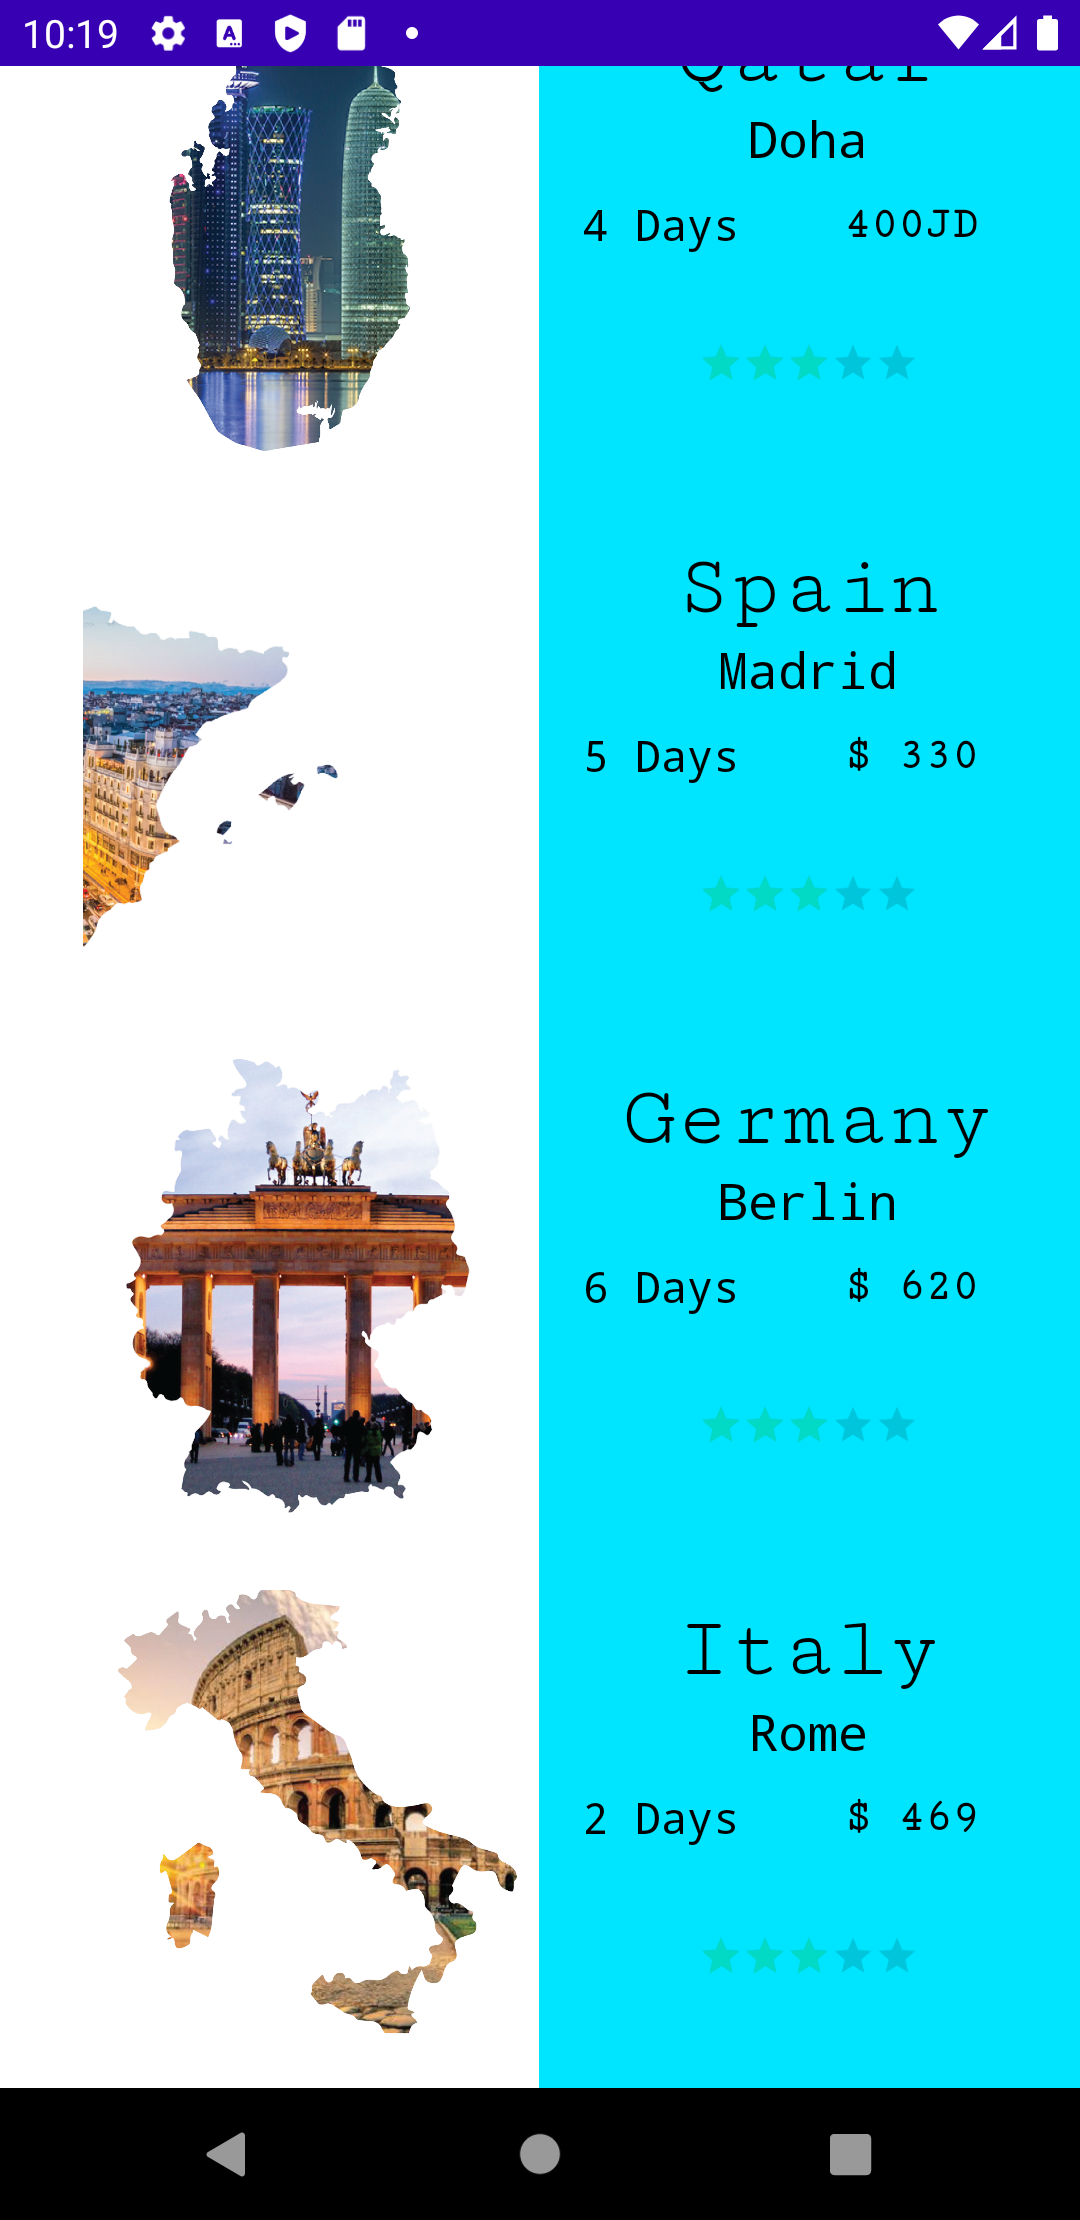 10:19
Qatar
Doha
4 Days 400JD
Spain
Madrid
5 Days $ 330
Germany
Berlin
6 Days $ 620
Italy
Rome
2 Days $ 469